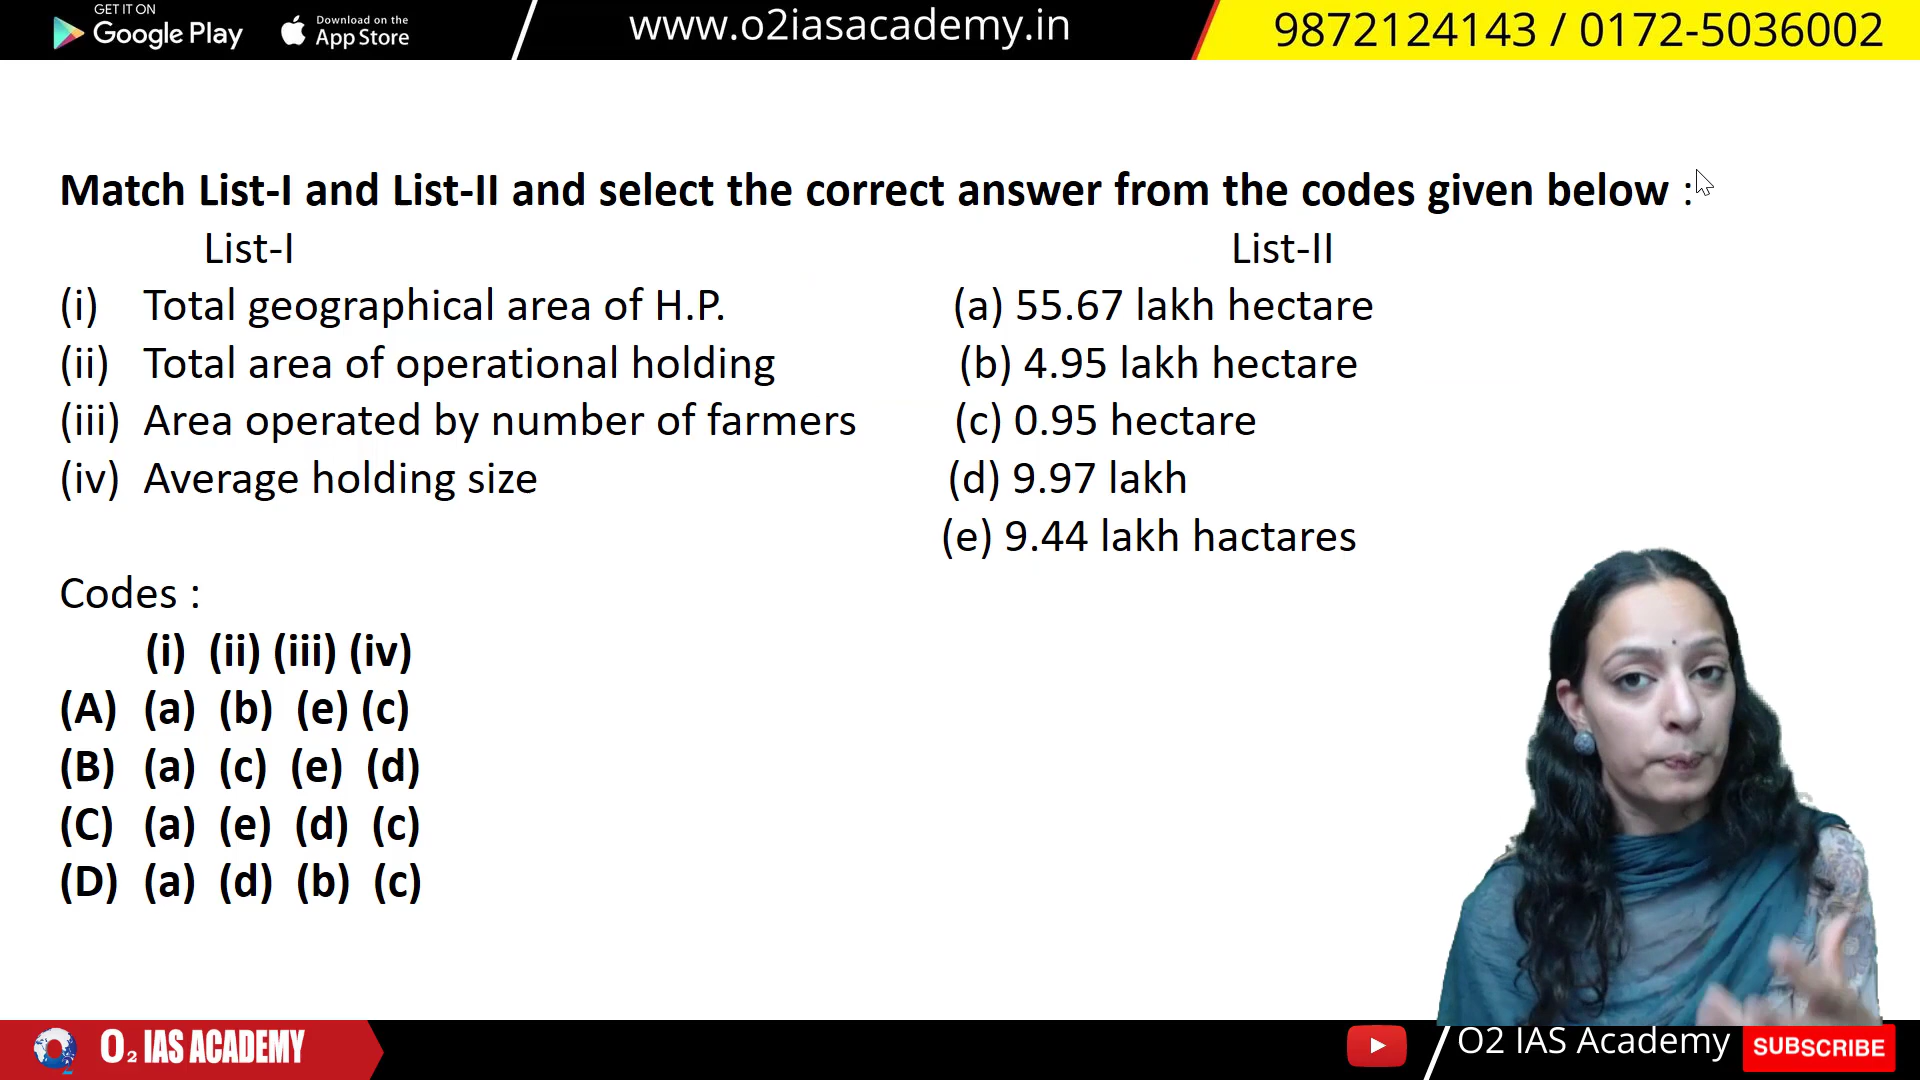 GET IT ON
Google Play
Download on the
App Store
www.o2iasacademy.in
9872124143 / 0172-5036002
Match List-I and List-II and select the correct answer from the codes given below :
List-I List-II
(i) Total geographical area of H.P. (a) 55.67 lakh hectare
(ii) Total area of operational holding (b) 4.95 lakh hectare
(iii) Area operated by number of farmers (c) 0.95 hectare
(iv) Average holding size (d) 9.97 lakh
(e) 9.44 lakh hactares
Codes :
(i) (ii) (iii) (iv)
(A) (a) (b) (e) (c)
(B) (a) (c) (e) (d)
(C) (a) (e) (d) (c)
(D) (a) (d) (b) (c)
O2 IAS ACADEMY
O2 IAS Academy
SUBSCRIBE